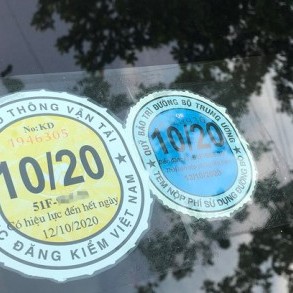 THÔNG VẬN TẢI
No: KD
1946305
10/20
51F-
Có hiệu lực đến hết ngày
12/10/2020
ĐĂNG KIỂM VIỆT NAM
QUỸ BẢO TRÌ ĐƯỜNG BỘ TRUNG ƯƠNG
10/20
TEM NỘP PHÍ SỬ DỤNG ĐƯỜNG